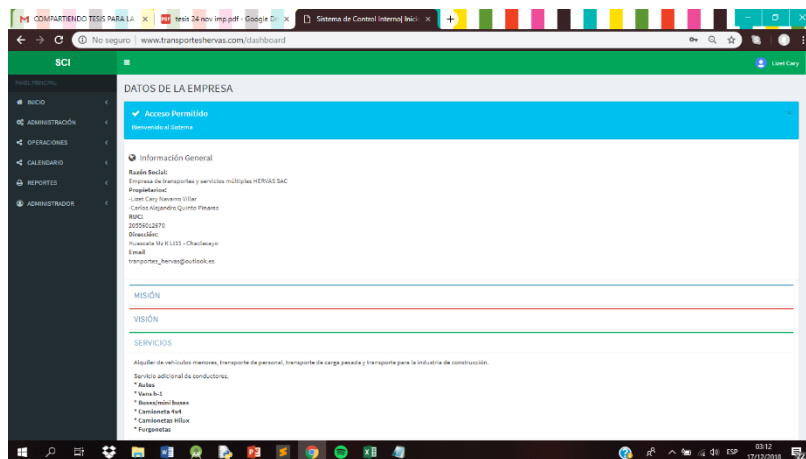 COMPARTIENDO TESIS PARA LA
tesis 24 nov imp.pdf - Google Dr
Sistema de Control Interno| Inici
No seguro | www.transporteshervas.com/dashboard
SCI
Lizet Cary
PANEL PRINCIPAL
INICIO
ADMINISTRACIÓN
OPERACIONES
CALENDARIO
REPORTES
ADMINISTRADOR
DATOS DE LA EMPRESA
Acceso Permitido
Bienvenido al Sistema
Información General
Razón Social:
Empresa de transportes y servicios múltiples HERVAS SAC
Propietarios:
-Lizet Cary Navarro Villar
-Carlos Alejandro Quinto Pinares
RUC:
20556012670
Dirección:
Huascata Mz K Lt11 - Chaclacayo
Email
tranportes_hervas@outlook.es
MISIÓN
VISIÓN
SERVICIOS
Alquiler de vehículos menores, transporte de personal, transporte de carga pesada y transporte para la industria de construcción.
Servicio adicional de conductores.
* Autos
* Vans h-1
* Buses/mini buses
* Camioneta 4x4
* Camionetas Hilux
* Furgonetas
ESP
03:12
17/12/2018